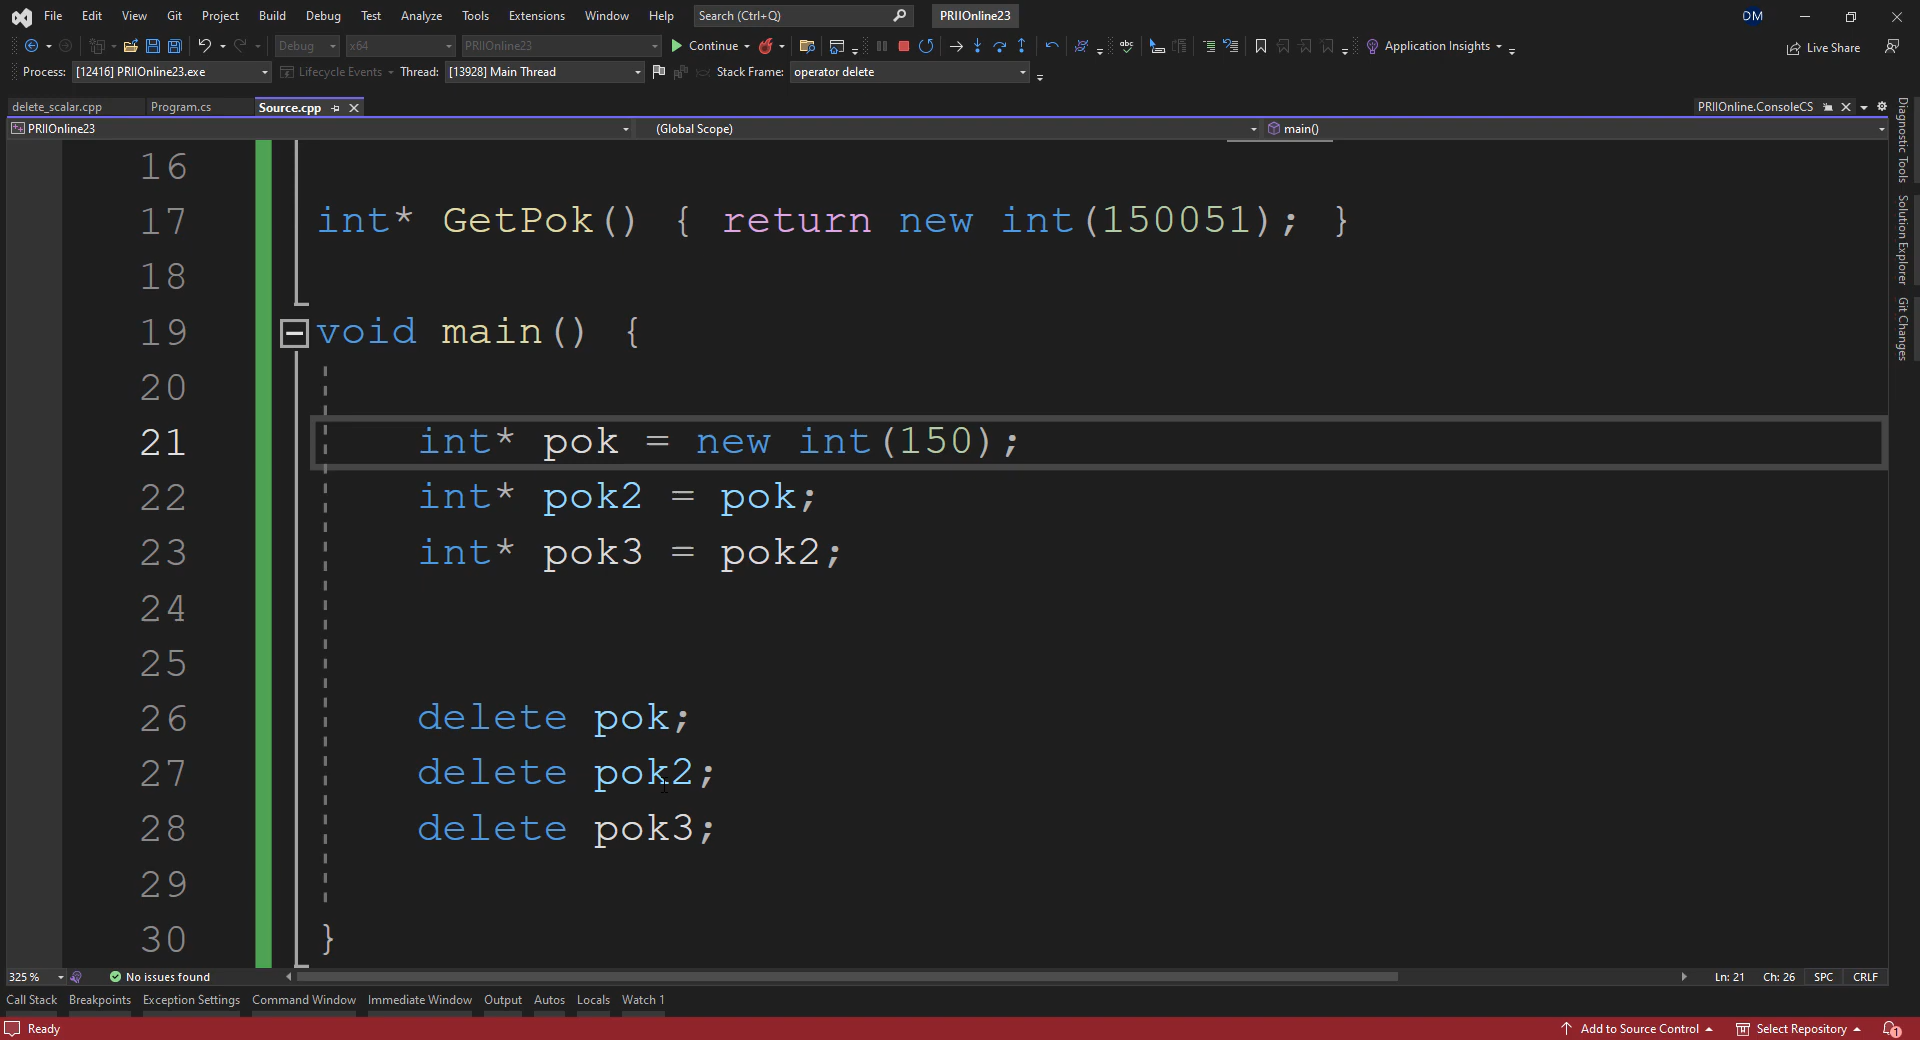 File Edit View Git Project Build Debug Test Analyze Tools Extensions Window Help Search (Ctrl+Q) PRIIOnline23 DM
Debug x64 PRIIOnline23 Continue Application Insights Live Share
Process: [12416] PRIIOnline23.exe Lifecycle Events Thread: [13928] Main Thread Stack Frame: operator delete
delete_scalar.cpp Program.cs Source.cpp PRIIOnline.ConsoleCS
PRIIOnline23 (Global Scope) main()
16
17 int* GetPok() { return new int(150051); }
18
19 void main() {
20
21 int* pok = new int(150);
22 int* pok2 = pok;
23 int* pok3 = pok2;
24
25
26 delete pok;
27 delete pok2;
28 delete pok3;
29
30 }
Diagnostic Tools
Solution Explorer
Git Changes
325 % No issues found Ln: 21 Ch: 26 SPC CRLF
Call Stack Breakpoints Exception Settings Command Window Immediate Window Output Autos Locals Watch 1
Ready Add to Source Control Select Repository 1